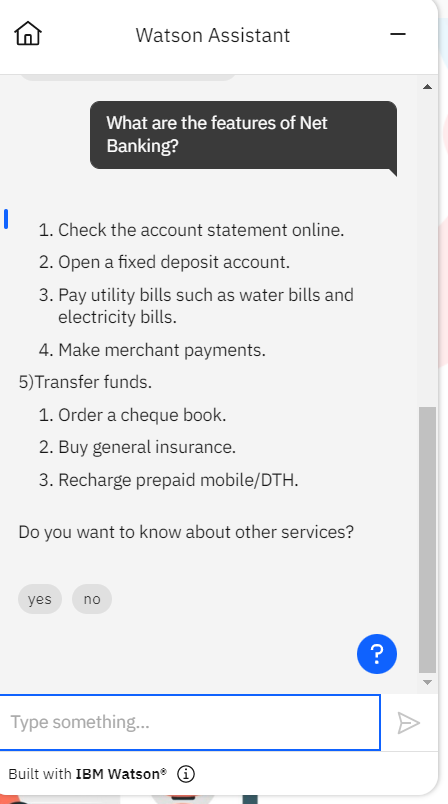 Watson Assistant
What are the features of Net
Banking?
1. Check the account statement online.
2. Open a fixed deposit account.
3. Pay utility bills such as water bills and
electricity bills.
4. Make merchant payments.
5)Transfer funds.
1. Order a cheque book.
2. Buy general insurance.
3. Recharge prepaid mobile/DTH.
Do you want to know about other services?
yes no
?
Type something...
Built with IBM Watson®